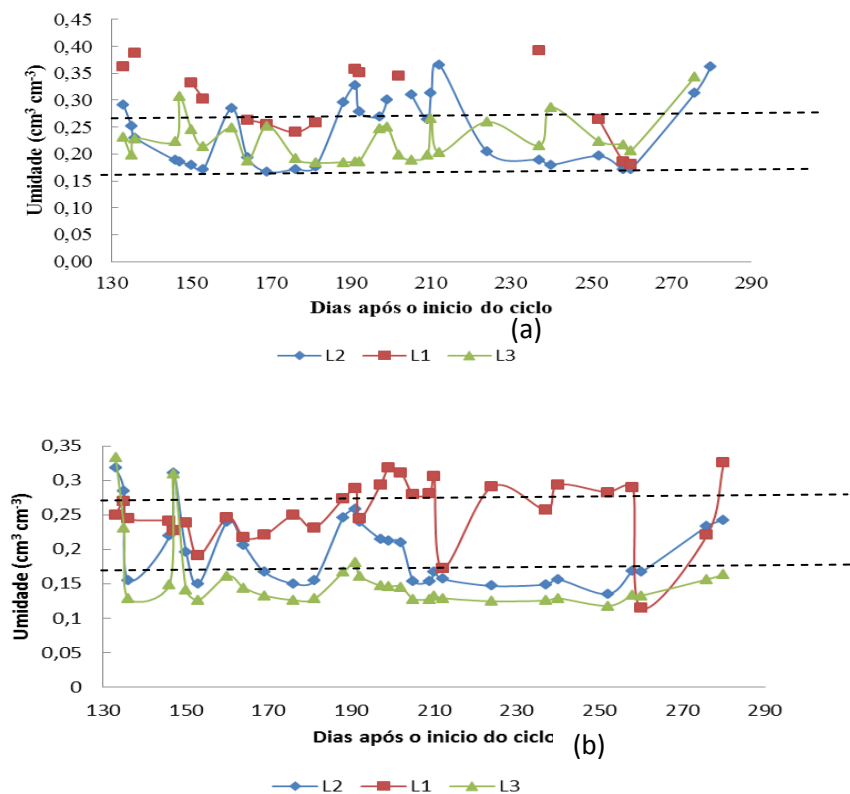 0,45
0,40
0,35
0,30
0,25
0,20
0,15
0,10
0,05
0,00
Umidade (cm³ cm⁻³)
130 150 170 190 210 230 250 270 290
Dias após o inicio do ciclo
(a)
L2 L1 L3
0,35
0,3
0,25
0,2
0,15
0,1
0,05
0
Umidade (cm³ cm⁻³)
130 150 170 190 210 230 250 270 290
Dias após o inicio do ciclo
(b)
L2 L1 L3